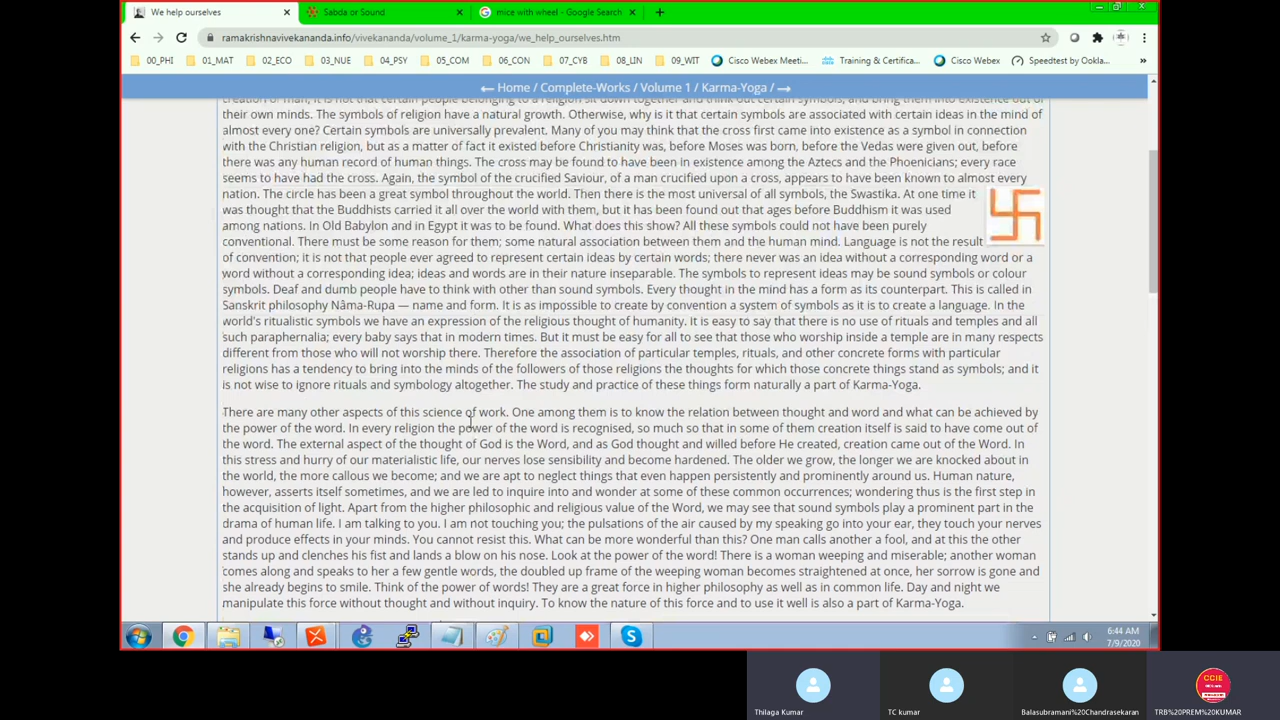 We help ourselves
Sabda or Sound
mice with wheel - Google Search
ramakrishnavivekananda.info/vivekananda/volume_1/karma-yoga/we_help_ourselves.htm
00_PHI
01_MAT
02_ECO
03_NUE
04_PSY
05_COM
06_CON
07_CYB
08_LIN
09_WIT
Cisco Webex Meeti...
Training & Certifica...
Cisco Webex
Speedtest by Ookla...
Home / Complete-Works / Volume 1 / Karma-Yoga /
creation of man, it is not that certain people belonging to a religion sit down together and think out certain symbols, and bring them into existence out of
their own minds. The symbols of religion have a natural growth. Otherwise, why is it that certain symbols are associated with certain ideas in the mind of
almost every one? Certain symbols are universally prevalent. Many of you may think that the cross first came into existence as a symbol in connection
with the Christian religion, but as a matter of fact it existed before Christianity was, before Moses was born, before the Vedas were given out, before
there was any human record of human things. The cross may be found to have been in existence among the Aztecs and the Phoenicians; every race
seems to have had the cross. Again, the symbol of the crucified Saviour, of a man crucified upon a cross, appears to have been known to almost every
nation. The circle has been a great symbol throughout the world. Then there is the most universal of all symbols, the Swastika. At one time it
was thought that the Buddhists carried it all over the world with them, but it has been found out that ages before Buddhism it was used
among nations. In Old Babylon and in Egypt it was to be found. What does this show? All these symbols could not have been purely
conventional. There must be some reason for them; some natural association between them and the human mind. Language is not the result
of convention; it is not that people ever agreed to represent certain ideas by certain words; there never was an idea without a corresponding word or a
word without a corresponding idea; ideas and words are in their nature inseparable. The symbols to represent ideas may be sound symbols or colour
symbols. Deaf and dumb people have to think with other than sound symbols. Every thought in the mind has a form as its counterpart. This is called in
Sanskrit philosophy Nâma-Rupa — name and form. It is as impossible to create by convention a system of symbols as it is to create a language. In the
world's ritualistic symbols we have an expression of the religious thought of humanity. It is easy to say that there is no use of rituals and temples and all
such paraphernalia; every baby says that in modern times. But it must be easy for all to see that those who worship inside a temple are in many respects
different from those who will not worship there. Therefore the association of particular temples, rituals, and other concrete forms with particular
religions has a tendency to bring into the minds of the followers of those religions the thoughts for which those concrete things stand as symbols; and it
is not wise to ignore rituals and symbology altogether. The study and practice of these things form naturally a part of Karma-Yoga.
There are many other aspects of this science of work. One among them is to know the relation between thought and word and what can be achieved by
the power of the word. In every religion the power of the word is recognised, so much so that in some of them creation itself is said to have come out of
the word. The external aspect of the thought of God is the Word, and as God thought and willed before He created, creation came out of the Word. In
this stress and hurry of our materialistic life, our nerves lose sensibility and become hardened. The older we grow, the longer we are knocked about in
the world, the more callous we become; and we are apt to neglect things that even happen persistently and prominently around us. Human nature,
however, asserts itself sometimes, and we are led to inquire into and wonder at some of these common occurrences; wondering thus is the first step in
the acquisition of light. Apart from the higher philosophic and religious value of the Word, we may see that sound symbols play a prominent part in the
drama of human life. I am talking to you. I am not touching you; the pulsations of the air caused by my speaking go into your ear, they touch your nerves
and produce effects in your minds. You cannot resist this. What can be more wonderful than this? One man calls another a fool, and at this the other
stands up and clenches his fist and lands a blow on his nose. Look at the power of the word! There is a woman weeping and miserable; another woman
comes along and speaks to her a few gentle words, the doubled up frame of the weeping woman becomes straightened at once, her sorrow is gone and
she already begins to smile. Think of the power of words! They are a great force in higher philosophy as well as in common life. Day and night we
manipulate this force without thought and without inquiry. To know the nature of this force and to use it well is also a part of Karma-Yoga.
6:44 AM
7/9/2020
CCIE
Thilaga Kumar
TC kumar
Balasubramani%20Chandrasekaran
TRB%20PREM%20KUMAR